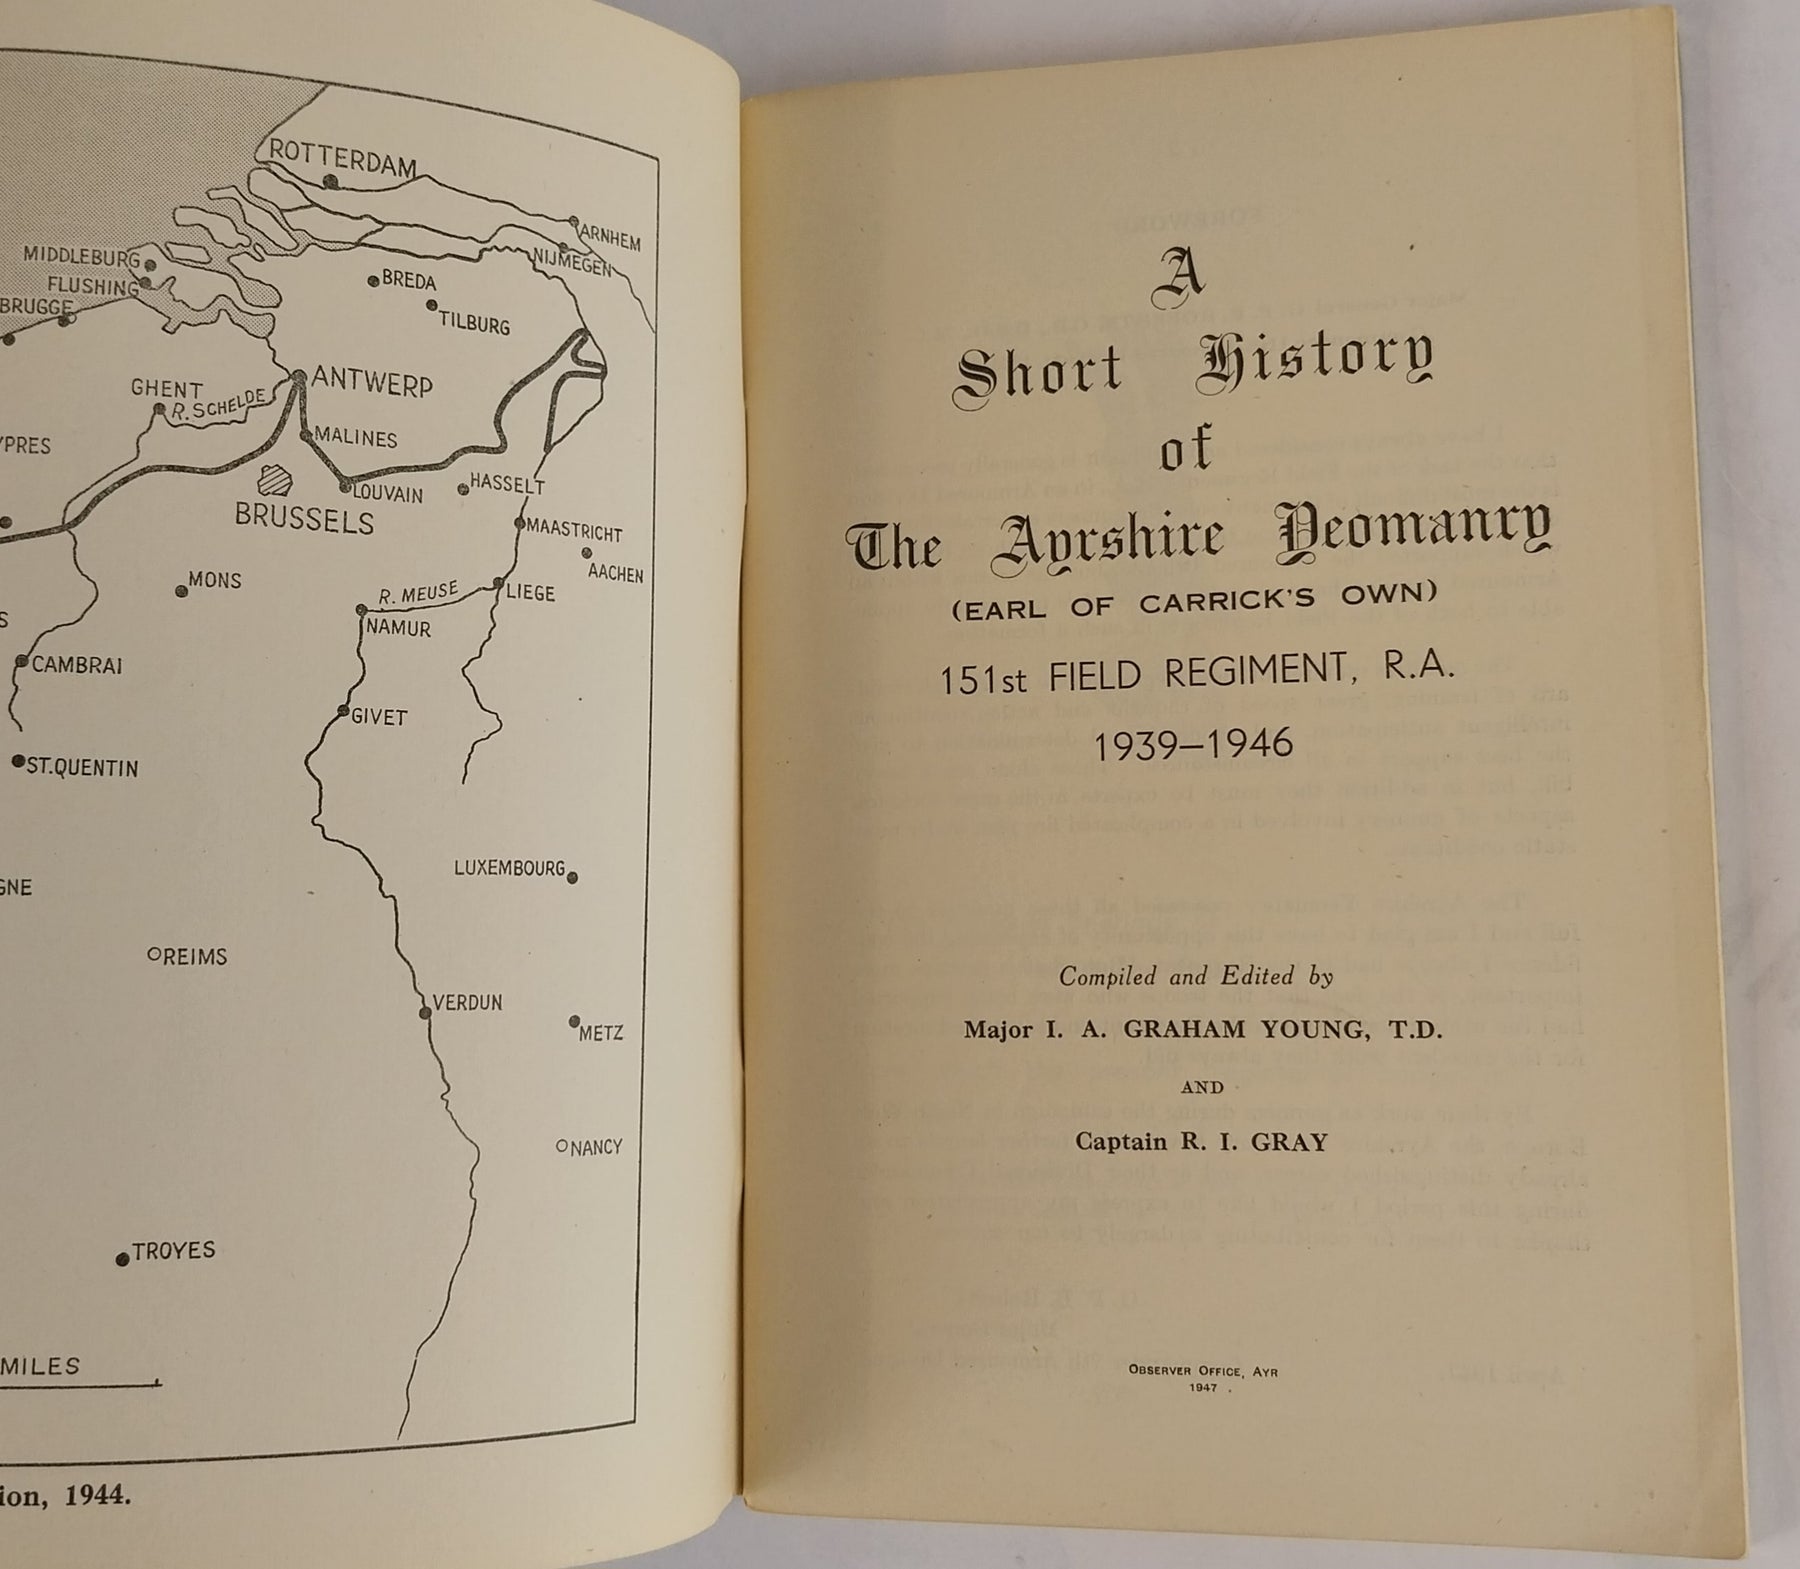 ROTTERDAM
ARNHEM
NIJMEGEN
MIDDLEBURG
FLUSHING
BRUGGE
BREDA
TILBURG
ANTWERP
GHENT
R. SCHELDE
MALINES
YPRES
LOUVAIN
HASSELT
BRUSSELS
MAASTRICHT
AACHEN
MONS
R. MEUSE
LIEGE
NAMUR
CAMBRAI
GIVET
ST.QUENTIN
LUXEMBOURG
GNE
REIMS
VERDUN
METZ
NANCY
TROYES
MILES
ion, 1944.
A
Short History
of
The Ayrshire Yeomanry
(EARL OF CARRICK'S OWN)
151st FIELD REGIMENT, R.A.
1939–1946
Compiled and Edited by
Major I. A. GRAHAM YOUNG, T.D.
AND
Captain R. I. GRAY
OBSERVER OFFICE, AYR
1947